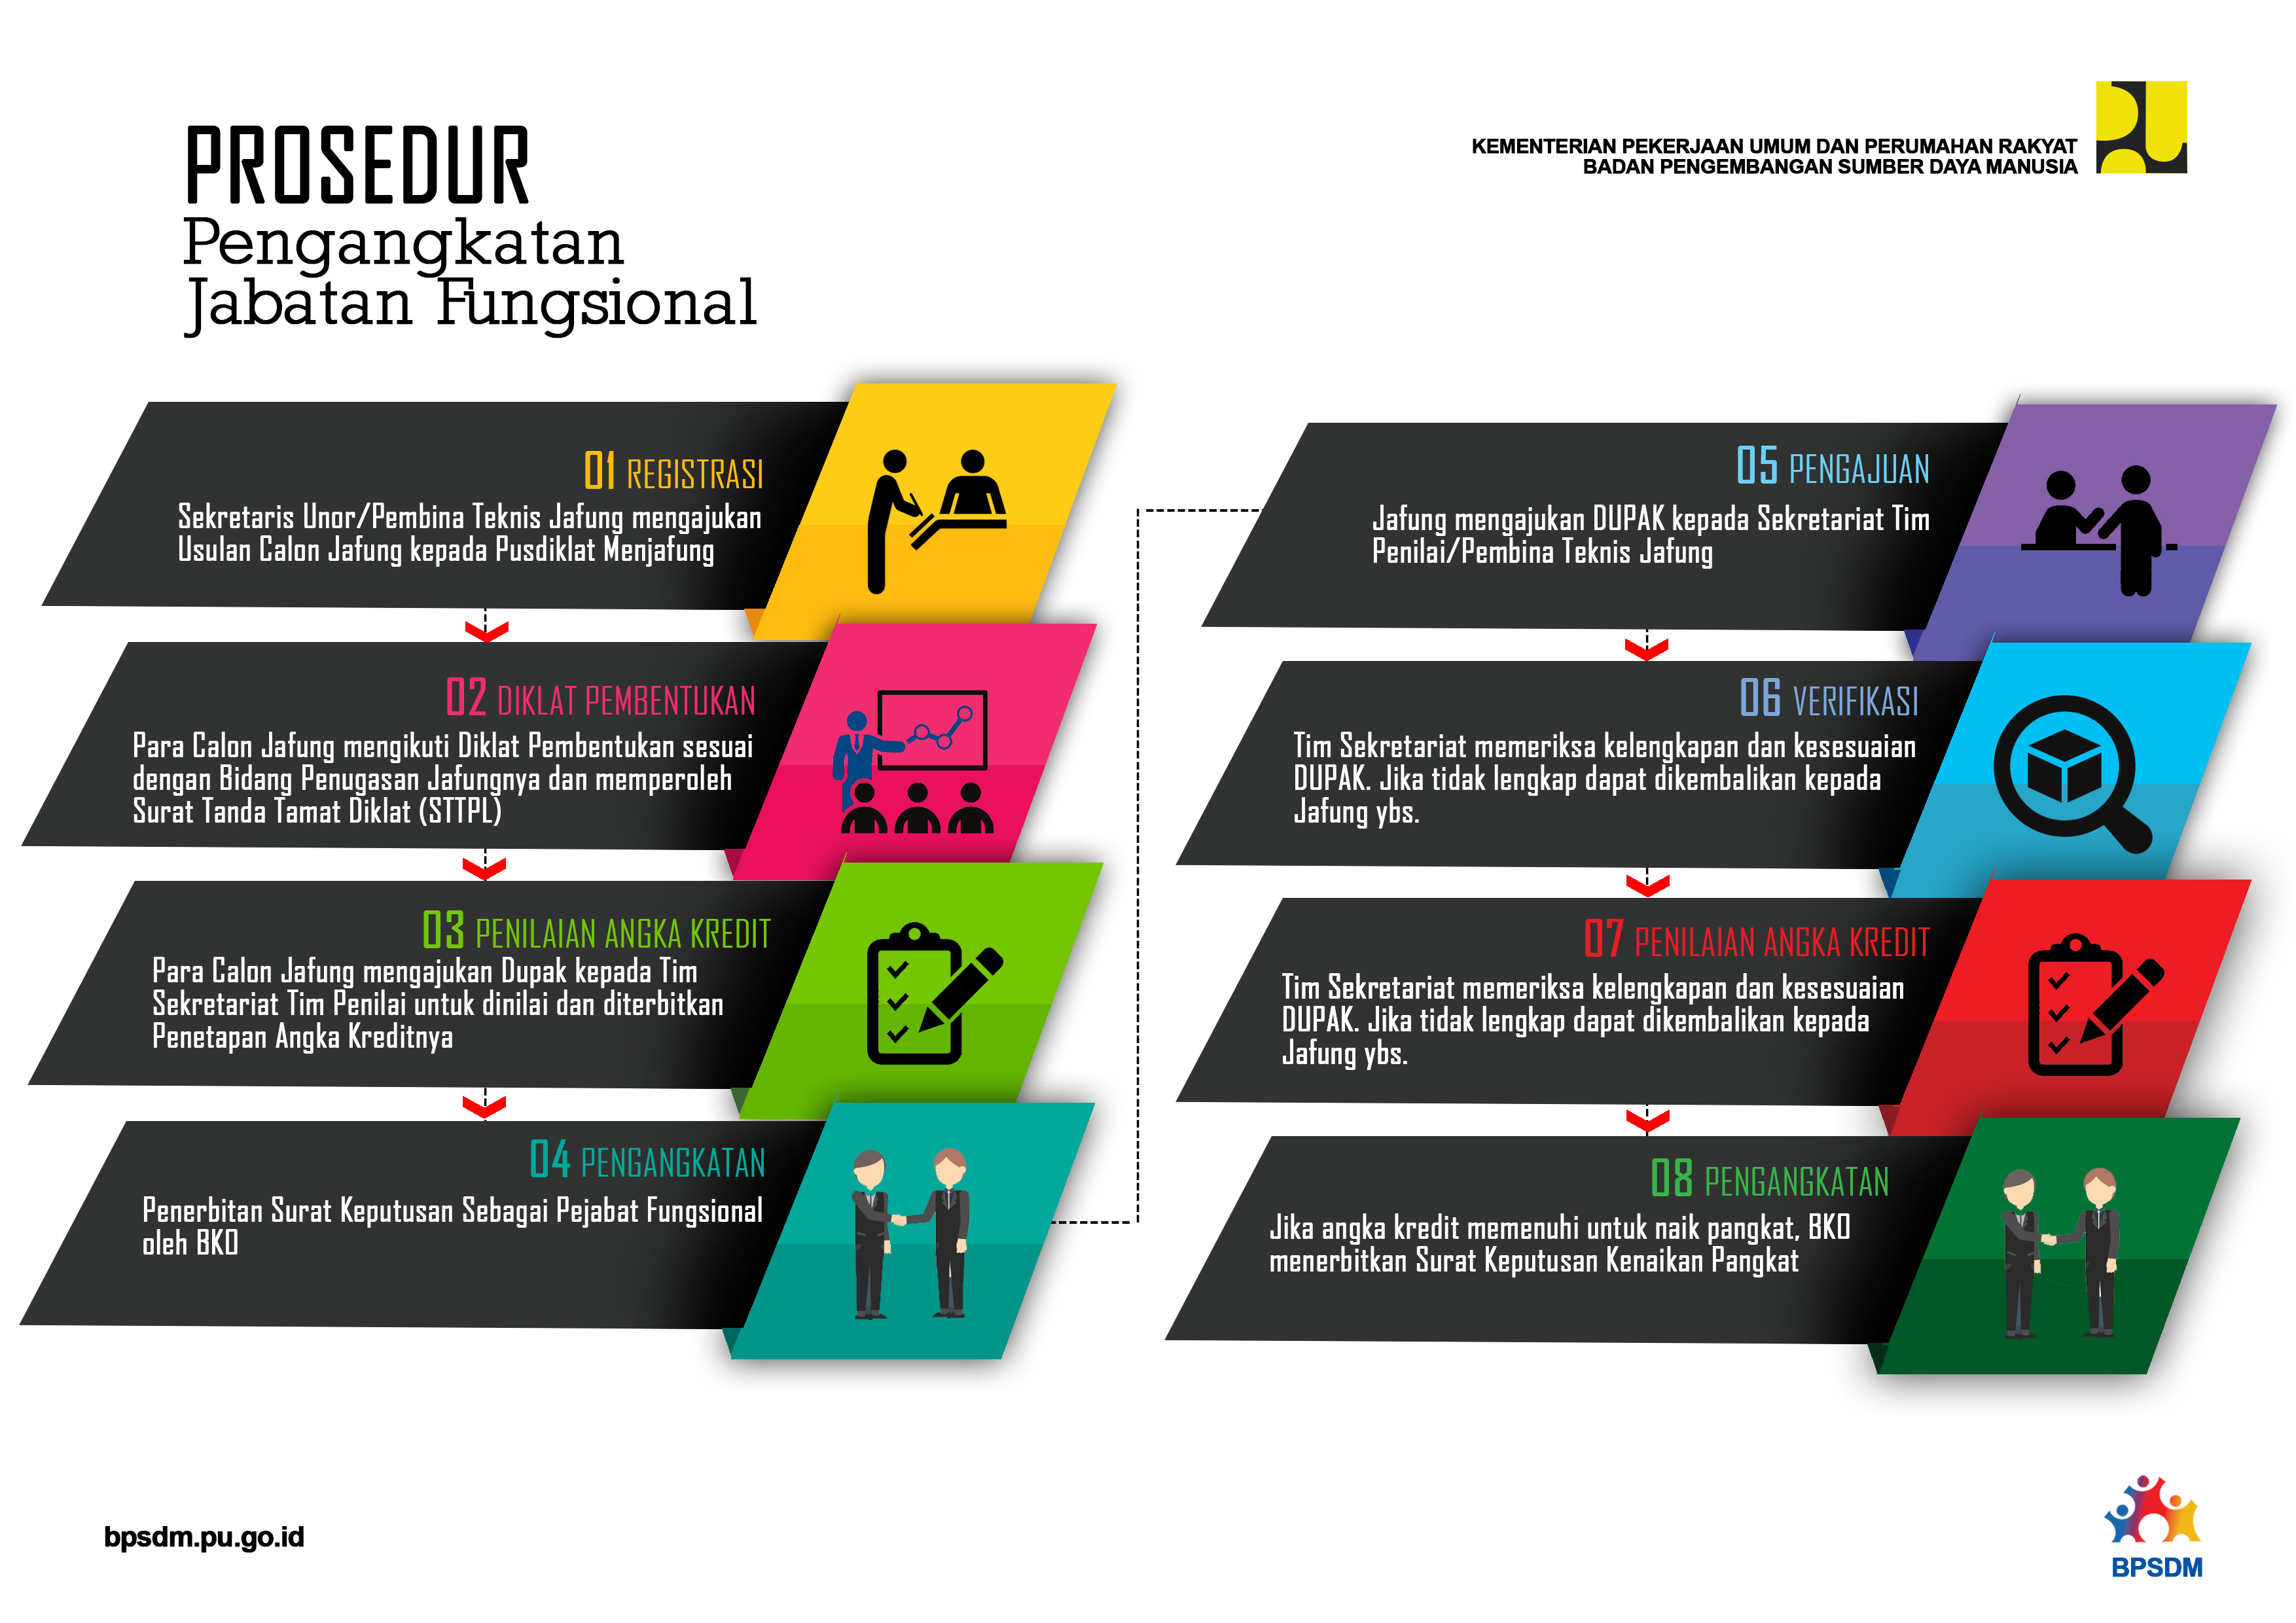 PROSEDUR
Pengangkatan
Jabatan Fungsional
KEMENTERIAN PEKERJAAN UMUM DAN PERUMAHAN RAKYAT
BADAN PENGEMBANGAN SUMBER DAYA MANUSIA
01 REGISTRASI
Sekretaris Unor/Pembina Teknis Jafung mengajukan
Usulan Calon Jafung kepada Pusdiklat Menjafung
02 DIKLAT PEMBENTUKAN
Para Calon Jafung mengikuti Diklat Pembentukan sesuai
dengan Bidang Penugasan Jafungnya dan memperoleh
Surat Tanda Tamat Diklat (STTPL)
03 PENILAIAN ANGKA KREDIT
Para Calon Jafung mengajukan Dupak kepada Tim
Sekretariat Tim Penilai untuk dinilai dan diterbitkan
Penetapan Angka Kreditnya
04 PENGANGKATAN
Penerbitan Surat Keputusan Sebagai Pejabat Fungsional
oleh BKO
05 PENGAJUAN
Jafung mengajukan DUPAK kepada Sekretariat Tim
Penilai/Pembina Teknis Jafung
06 VERIFIKASI
Tim Sekretariat memeriksa kelengkapan dan kesesuaian
DUPAK. Jika tidak lengkap dapat dikembalikan kepada
Jafung ybs.
07 PENILAIAN ANGKA KREDIT
Tim Sekretariat memeriksa kelengkapan dan kesesuaian
DUPAK. Jika tidak lengkap dapat dikembalikan kepada
Jafung ybs.
08 PENGANGKATAN
Jika angka kredit memenuhi untuk naik pangkat, BKO
menerbitkan Surat Keputusan Kenaikan Pangkat
bpsdm.pu.go.id
BPSDM